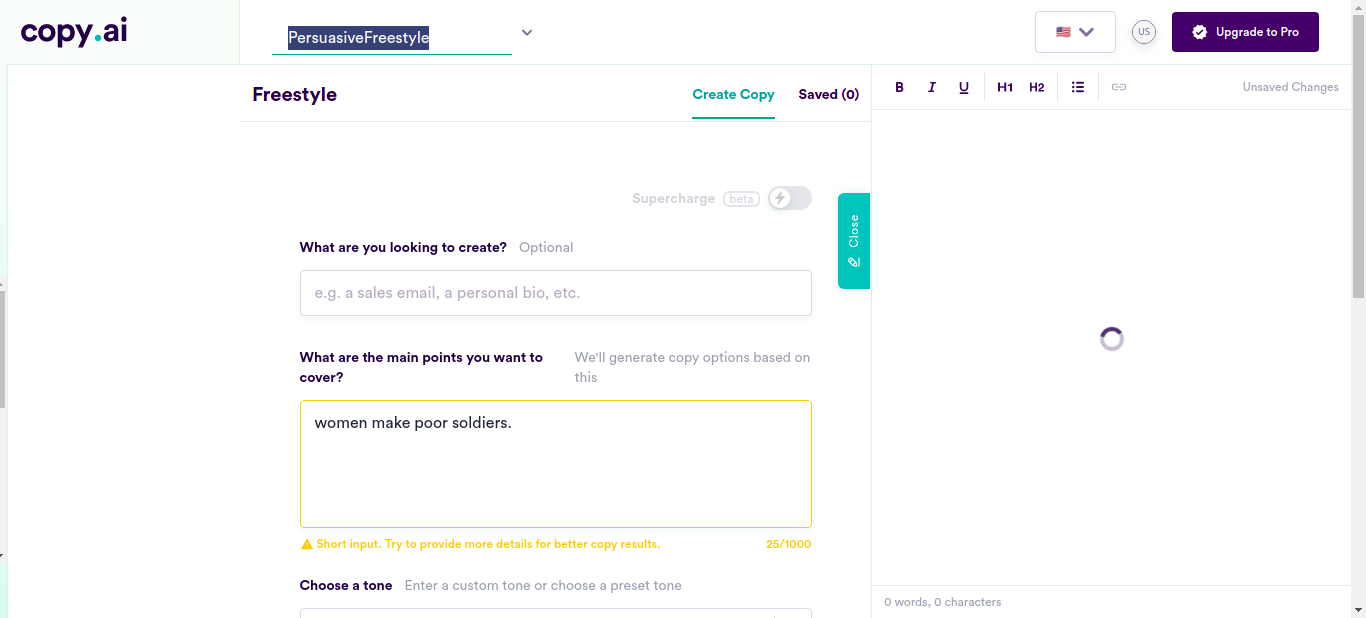 copy.ai
PersuasiveFreestyle
US
Upgrade to Pro
Freestyle
Create Copy
Saved (0)
B I U H1 H2
Unsaved Changes
Supercharge beta
Close
What are you looking to create? Optional
e.g. a sales email, a personal bio, etc.
What are the main points you want to
cover?
We'll generate copy options based on
this
women make poor soldiers.
Short input. Try to provide more details for better copy results.
25/1000
Choose a tone Enter a custom tone or choose a preset tone
0 words, 0 characters